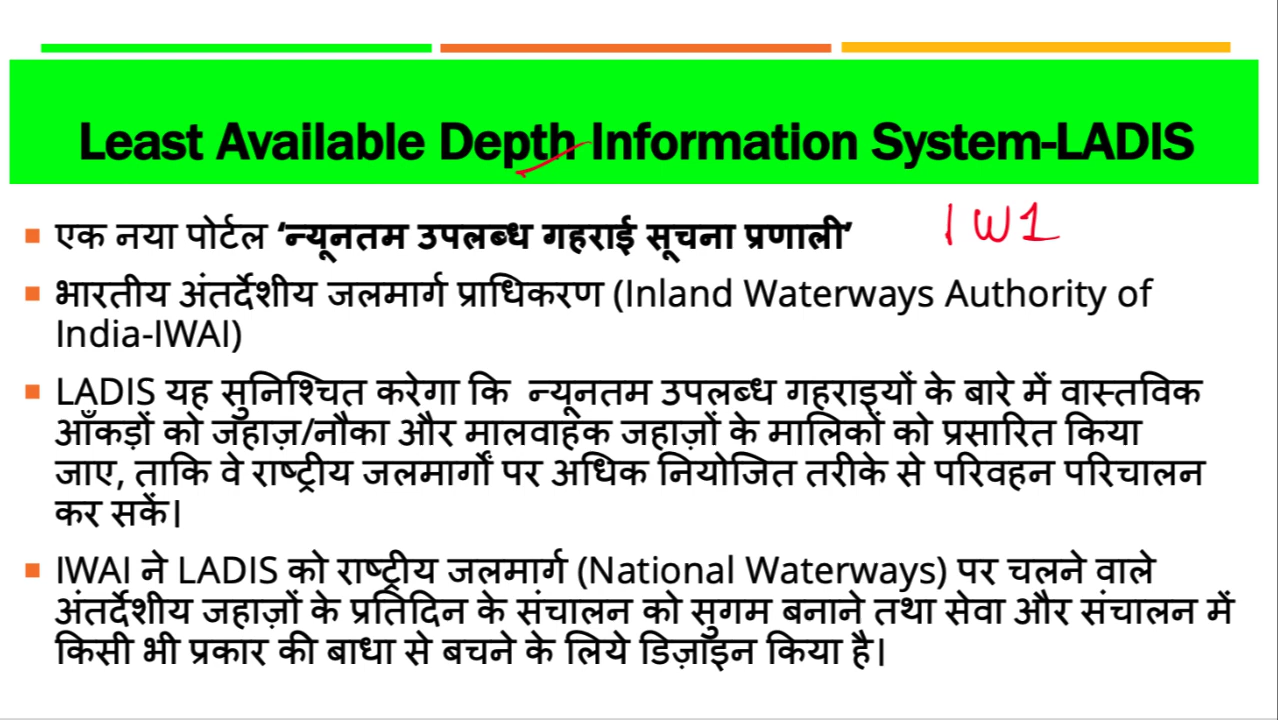 Least Available Depth Information System-LADIS
एक नया पोर्टल ‘न्यूनतम उपलब्ध गहराई सूचना प्रणाली’
IW1
भारतीय अंतर्देशीय जलमार्ग प्राधिकरण (Inland Waterways Authority of
India-IWAI)
LADIS यह सुनिश्चित करेगा कि न्यूनतम उपलब्ध गहराइयों के बारे में वास्तविक
आँकड़ों को जहाज़/नौका और मालवाहक जहाज़ों के मालिकों को प्रसारित किया
जाए, ताकि वे राष्ट्रीय जलमार्गों पर अधिक नियोजित तरीके से परिवहन परिचालन
कर सकें।
IWAI ने LADIS को राष्ट्रीय जलमार्ग (National Waterways) पर चलने वाले
अंतर्देशीय जहाज़ों के प्रतिदिन के संचालन को सुगम बनाने तथा सेवा और संचालन में
किसी भी प्रकार की बाधा से बचने के लिये डिज़ाइन किया है।